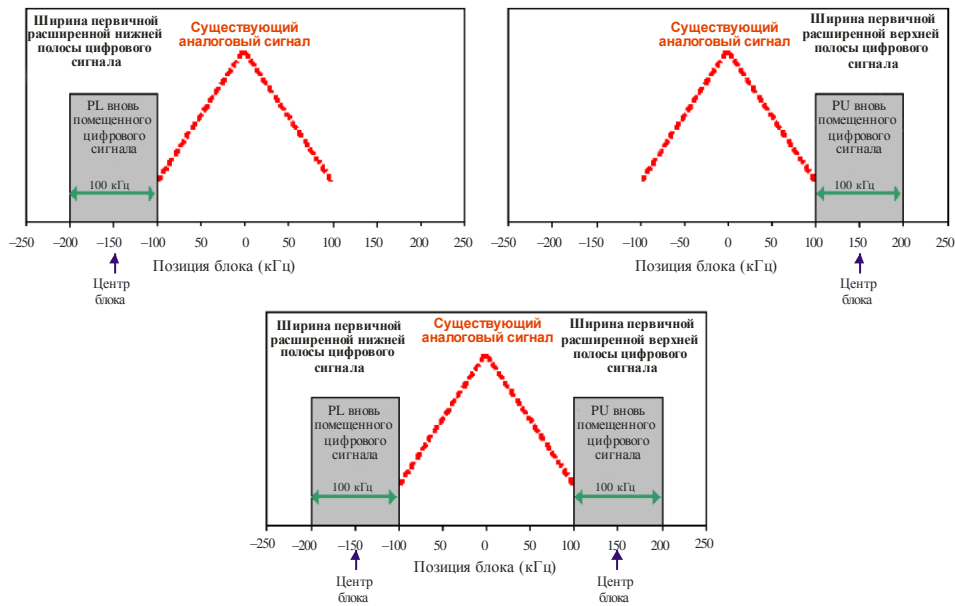 Ширина первичной
расширенной нижней
полосы цифрового
сигнала
Существующий
аналоговый сигнал
PL вновь
помещенного
цифрового
сигнала
100 кГц
–250 –200 –150 –100 50 0 50 100 150 200 250
Позиция блока (кГц)
Центр
блока
Существующий
аналоговый сигнал
Ширина первичной
расширенной верхней
полосы цифрового
сигнала
PU вновь
помещенного
цифрового
сигнала
100 кГц
–250 –200 –150 –100 50 0 50 100 150 200 250
Позиция блока (кГц)
Центр
блока
Ширина первичной
расширенной нижней
полосы цифрового
сигнала
Существующий
аналоговый сигнал
Ширина первичной
расширенной верхней
полосы цифрового
сигнала
PL вновь
помещенного
цифрового
сигнала
100 кГц
PU вновь
помещенного
цифрового
сигнала
100 кГц
–250 –200 –150 –100 50 0 50 100 150 200 250
Позиция блока (кГц)
Центр
блока
Центр
блока